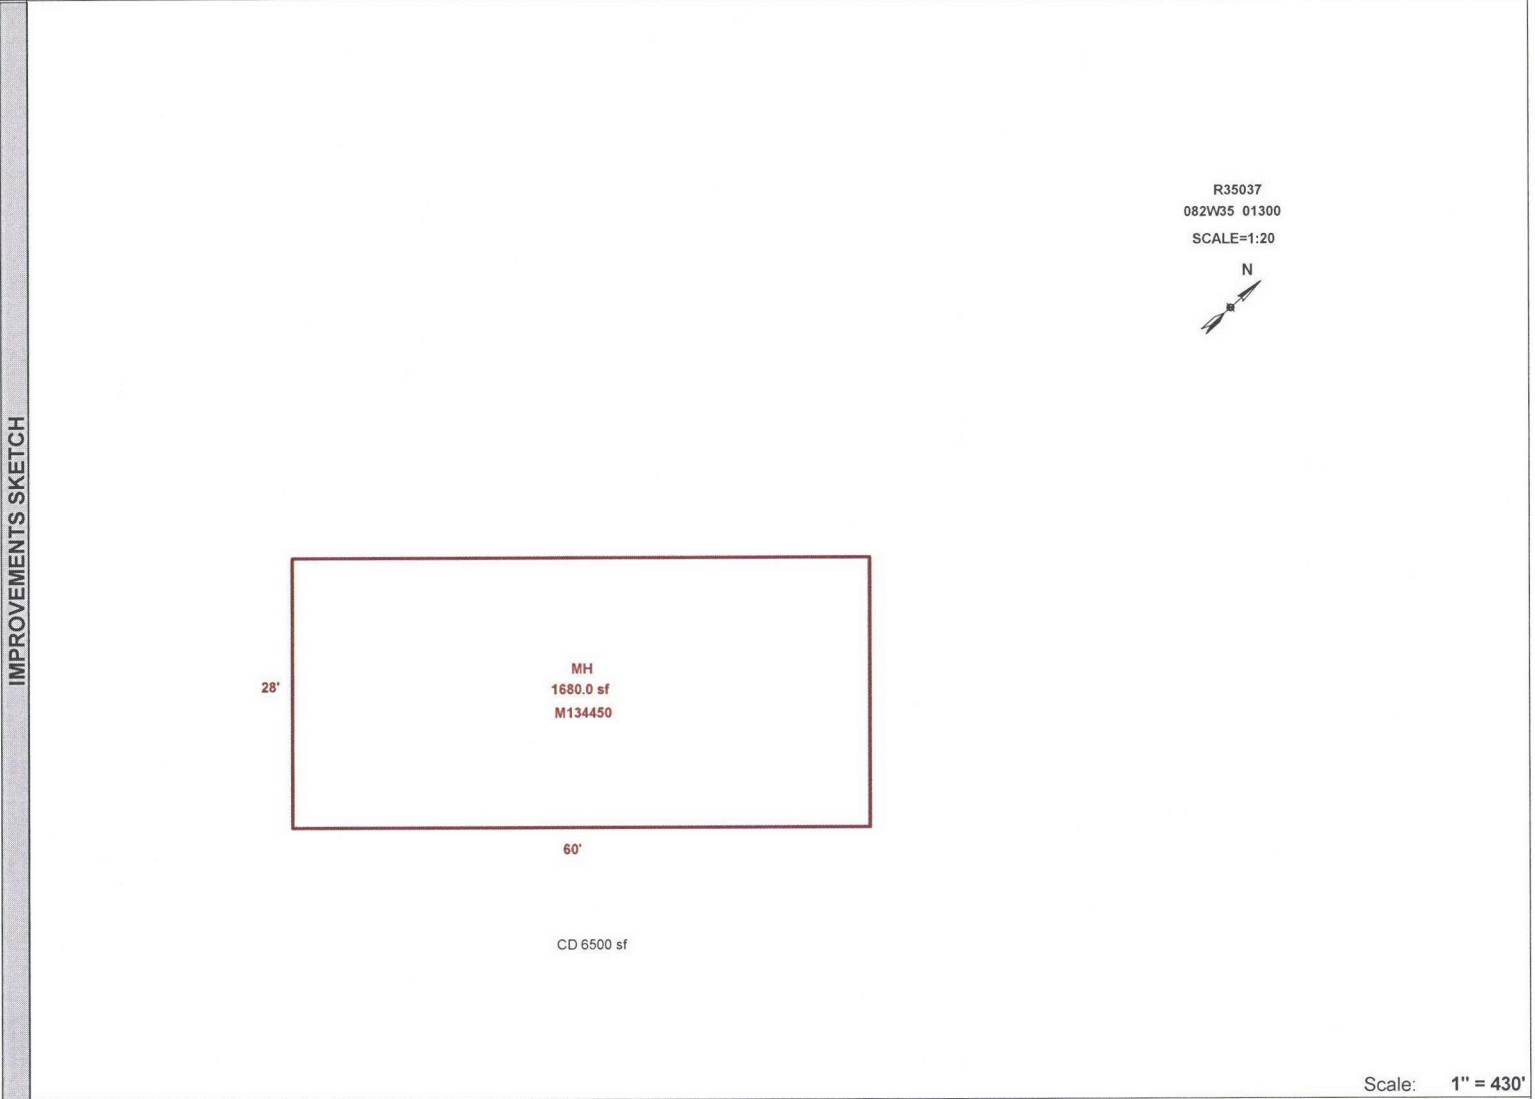 IMPROVEMENTS SKETCH
R35037
082W35 01300
SCALE=1:20
N
MH
1680.0 sf
M134450
28'
60'
CD 6500 sf
Scale: 1" = 430'